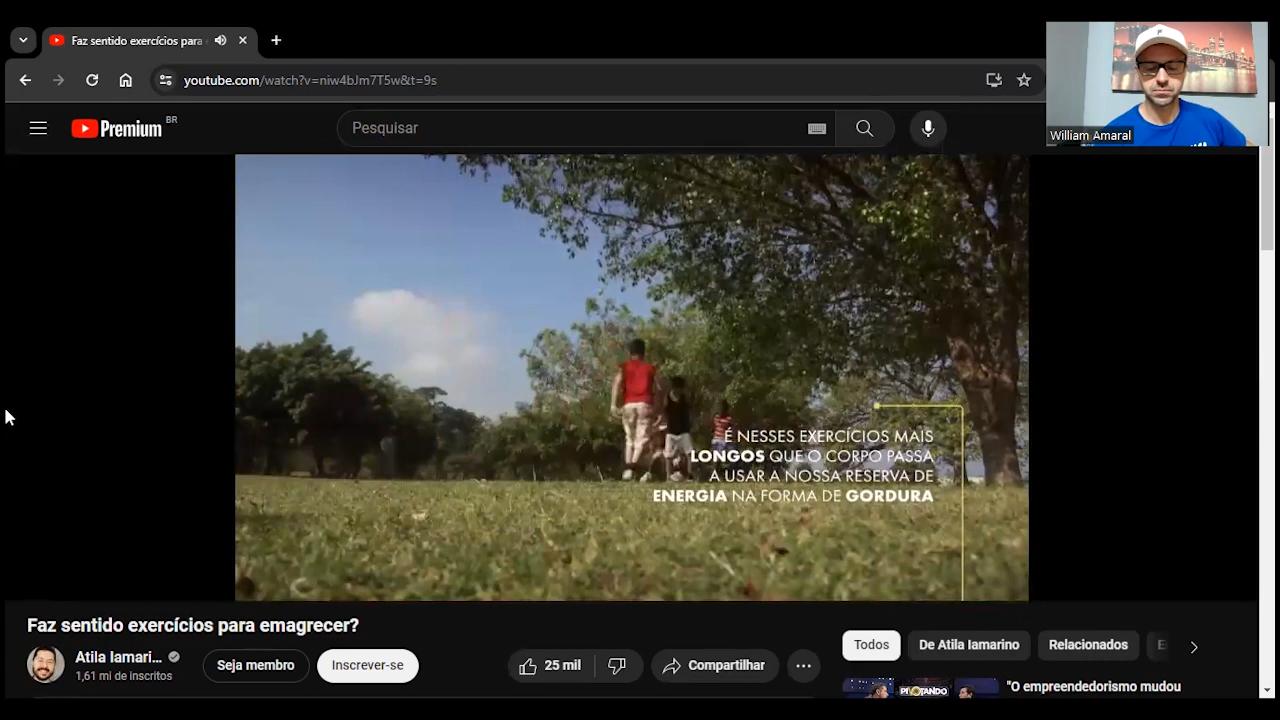 Faz sentido exercícios para
youtube.com/watch?v=niw4bJm7T5w&t=9s
Premium BR
Pesquisar
William Amaral
É NESSES EXERCÍCIOS MAIS
LONGOS QUE O CORPO PASSA
A USAR A NOSSA RESERVA DE
ENERGIA NA FORMA DE GORDURA
Faz sentido exercícios para emagrecer?
Atila Iamari...
1,61 mi de inscritos
Seja membro
Inscrever-se
25 mil
Compartilhar
Todos
De Atila Iamarino
Relacionados
"O empreendedorismo mudou